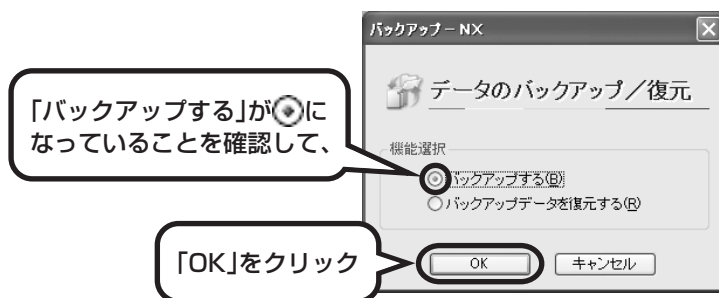 バックアップ－NX
データのバックアップ／復元
「バックアップする」が◉に
なっていることを確認して、
機能選択
バックアップする(B)
バックアップデータを復元する(R)
「OK」をクリック
OK
キャンセル